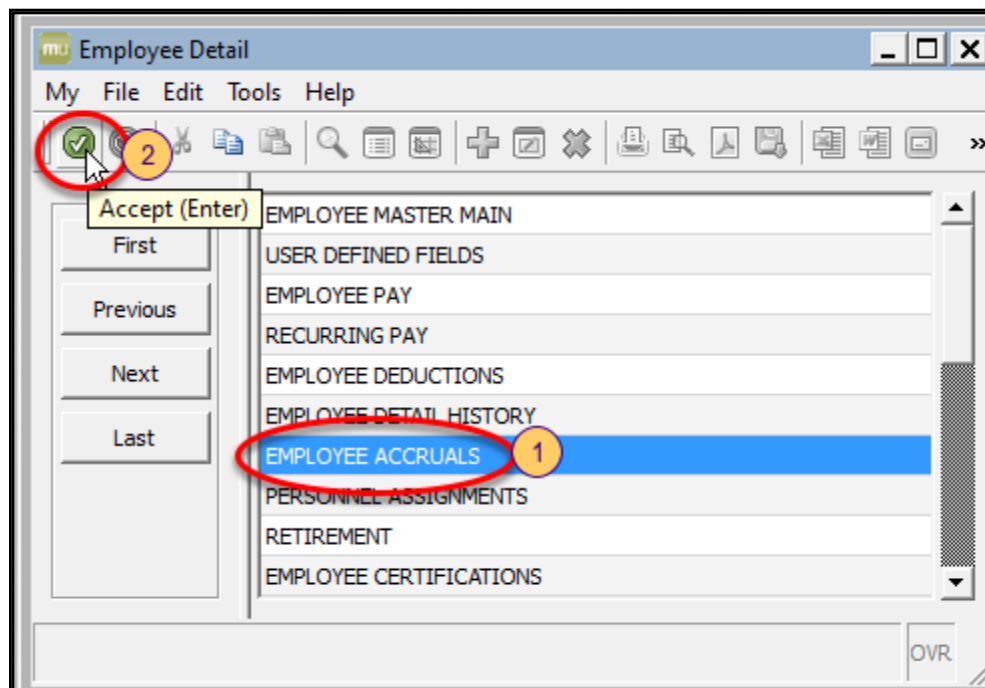 mu Employee Detail
My File Edit Tools Help
2
Accept (Enter)
First
Previous
Next
Last
EMPLOYEE MASTER MAIN
USER DEFINED FIELDS
EMPLOYEE PAY
RECURRING PAY
EMPLOYEE DEDUCTIONS
EMPLOYEE DETAIL HISTORY
EMPLOYEE ACCRUALS 1
PERSONNEL ASSIGNMENTS
RETIREMENT
EMPLOYEE CERTIFICATIONS
OVR